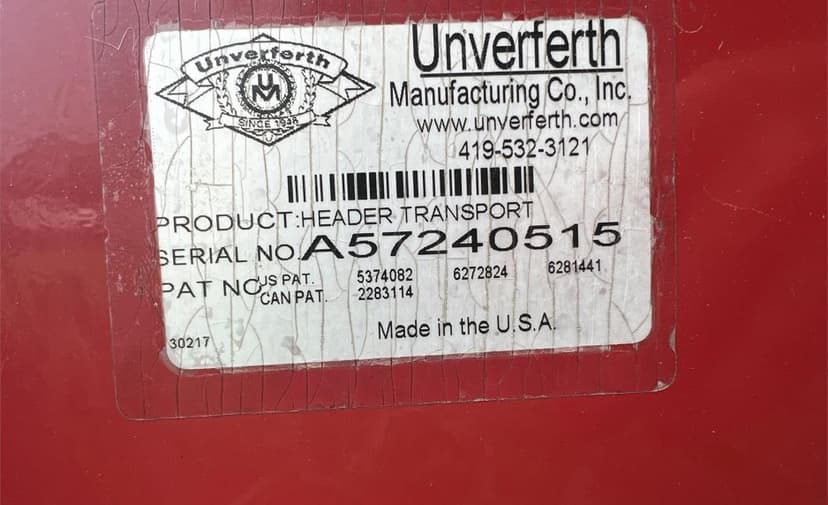 Unverferth
UM
SINCE 1948
Unverferth
Manufacturing Co., Inc.
www.unverferth.com
419-532-3121
PRODUCT:HEADER TRANSPORT
SERIAL NO.A57240515
PAT NO. US PAT. 5374082 6272824 6281441
CAN PAT. 2283114
Made in the U.S.A.
30217